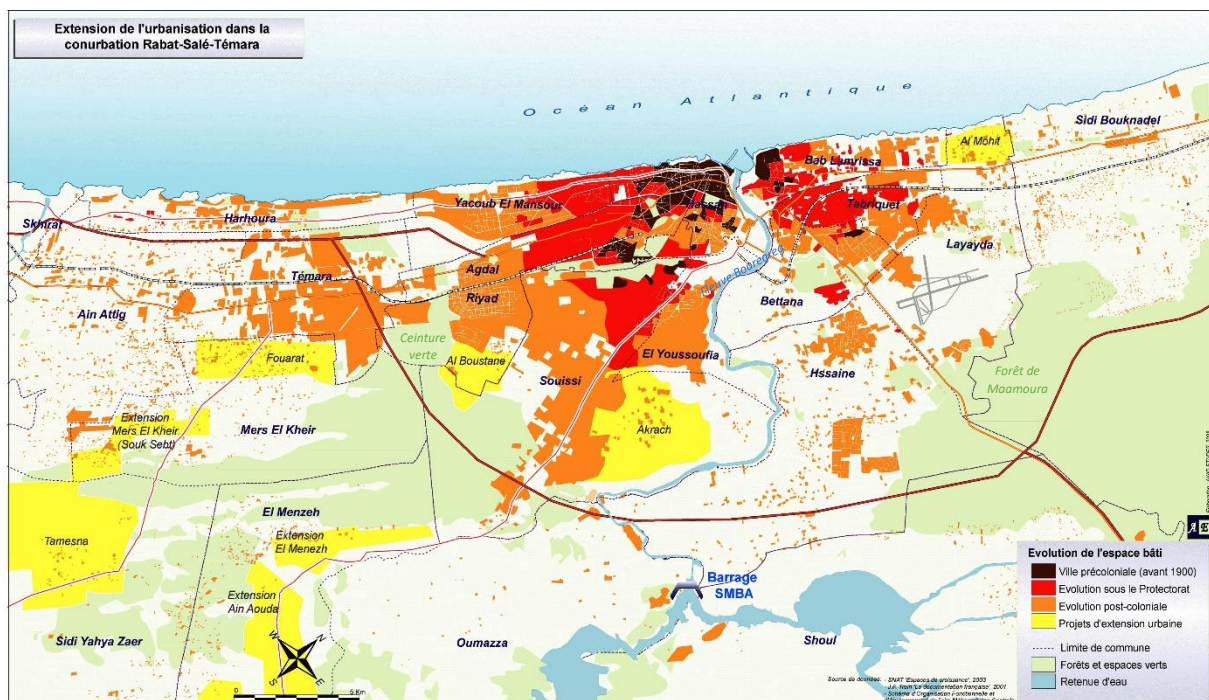 Extension de l'urbanisation dans la
conurbation Rabat-Salé-Témara
Océan Atlantique
Sidi Bouknadel
Al Mohit
Bab Lamrissa
Yacoub El Mansour
Hassan
Tabriquet
Harhoura
Skhirat
Layayda
Agdal
Témara
Fleuve Bouregreg
Riyad
Bettana
Ain Attig
Ceinture
verte
El Youssoufia
Fouarat
Al Boustane
Hssaine
Forêt de
Maamoura
Souissi
Extension
Mers El Kheir
(Souk Sebt)
Mers El Kheir
Akrach
El Menzeh
Tamesna
Extension
El Menezh
Extension
Ain Aouda
Barrage
SMBA
Sidi Yahya Zaer
Oumazza
Shoul
N
W
S
E
0 5 Km
Evolution de l'espace bâti
Ville précoloniale (avant 1900)
Evolution sous le Protectorat
Evolution post-coloniale
Projets d'extension urbaine
Limite de commune
Forêts et espaces verts
Retenue d'eau